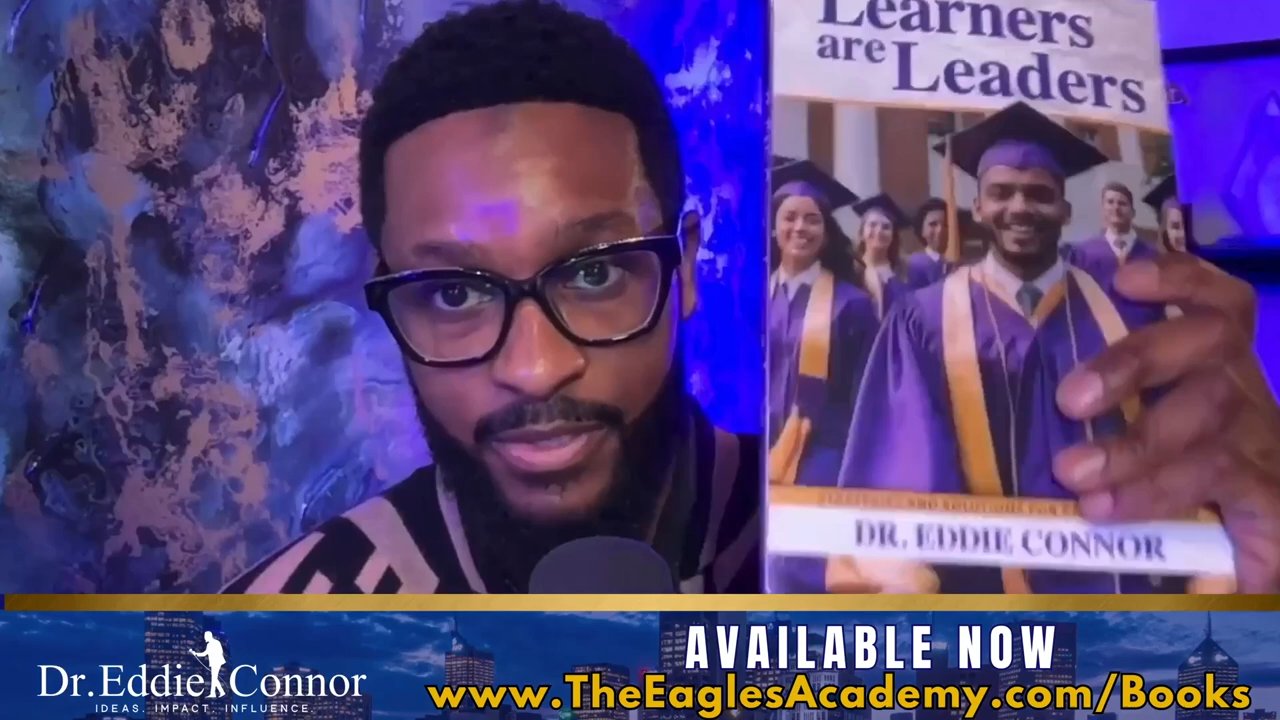 Learners
are Leaders
DR. EDDIE CONNOR
Dr. Eddie Connor
IDEAS. IMPACT. INFLUENCE.
AVAILABLE NOW
www.TheEaglesAcademy.com/Books